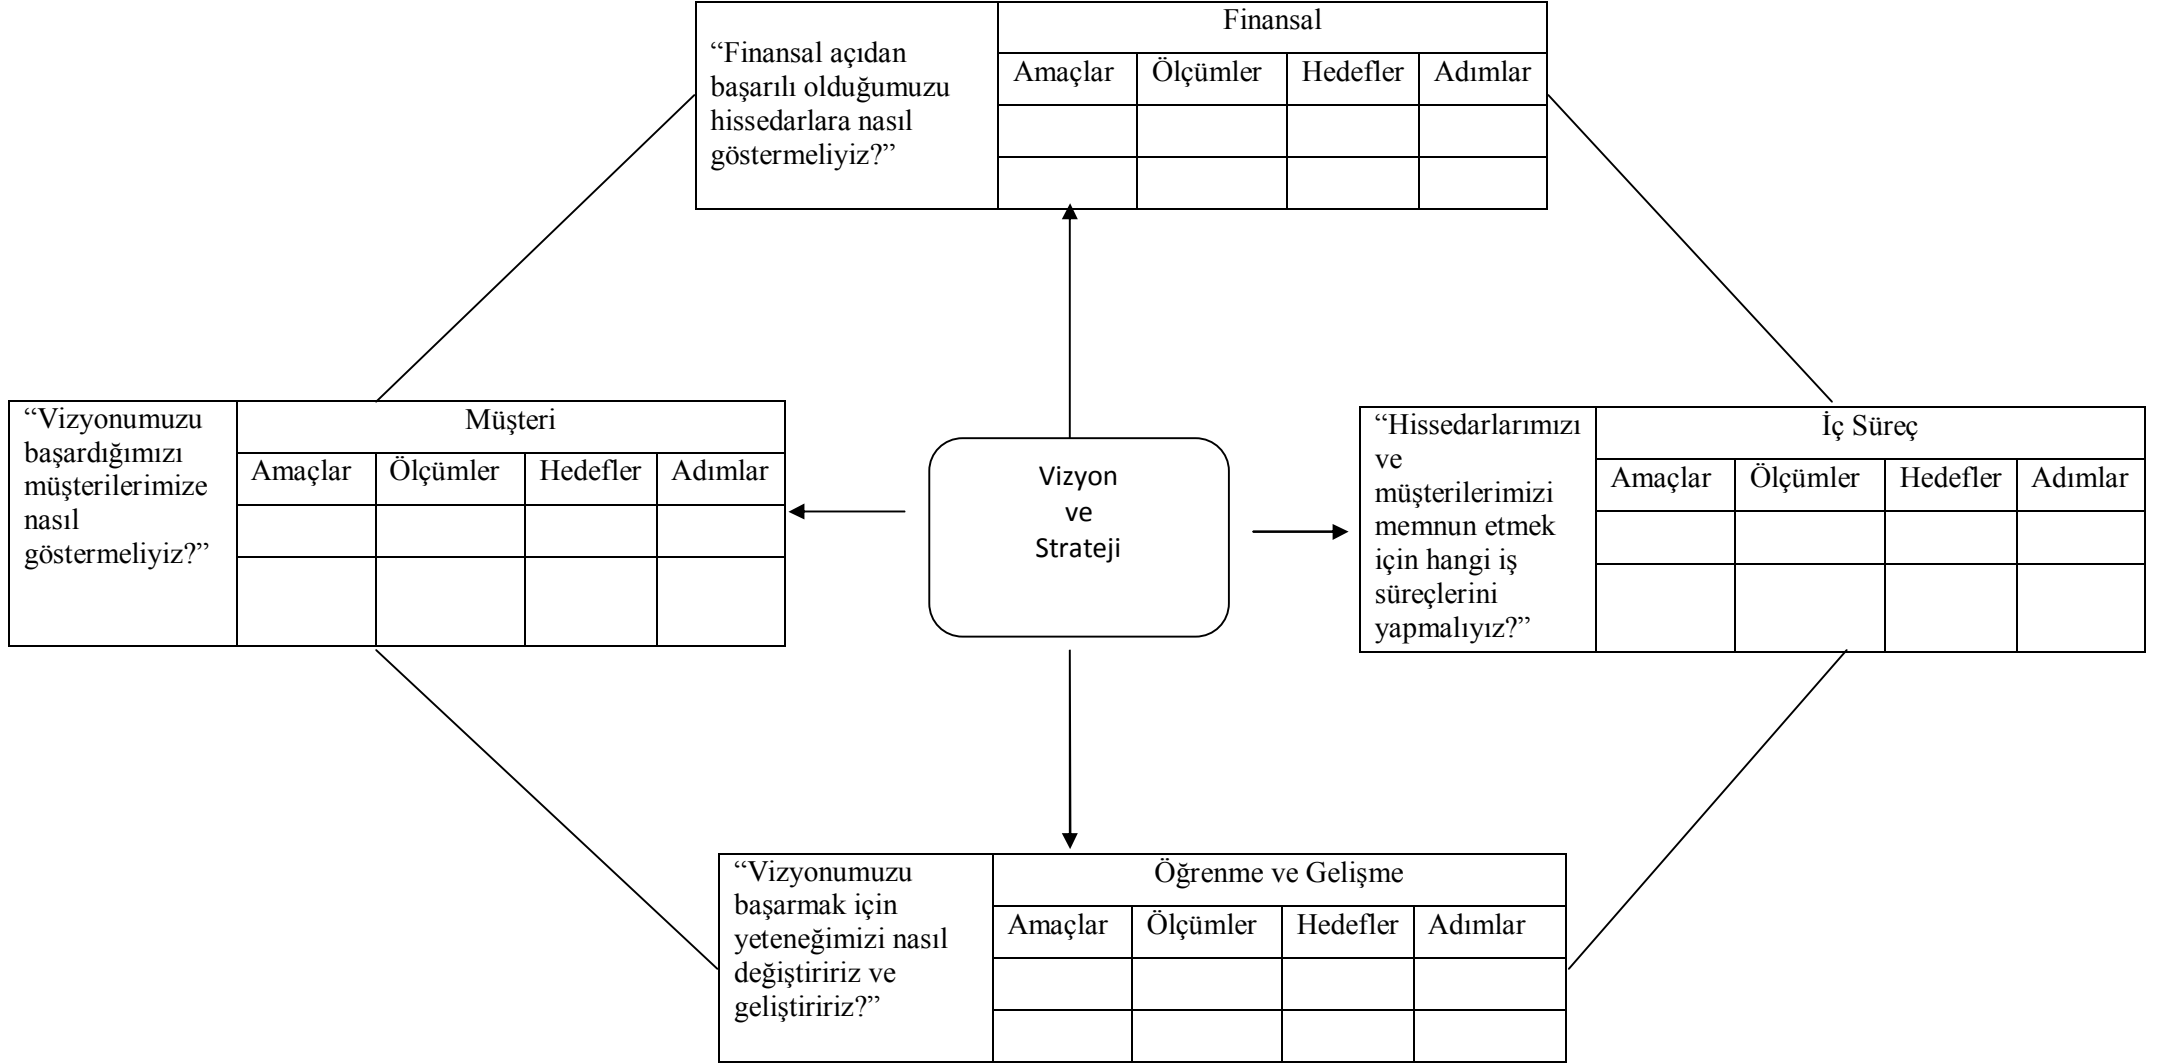 “Finansal açıdan
başarılı olduğumuzu
hissedarlara nasıl
göstermeliyiz?”
Finansal
Amaçlar Ölçümler Hedefler Adımlar
“Vizyonumuzu
başardığımızı
müşterilerimize
nasıl
göstermeliyiz?”
Müşteri
Amaçlar Ölçümler Hedefler Adımlar
Vizyon
ve
Strateji
“Hissedarlarımızı
ve
müşterilerimizi
memnun etmek
için hangi iş
süreçlerini
yapmalıyız?”
İç Süreç
Amaçlar Ölçümler Hedefler Adımlar
“Vizyonumuzu
başarmak için
yeteneğimizi nasıl
değiştiririz ve
geliştiririz?”
Öğrenme ve Gelişme
Amaçlar Ölçümler Hedefler Adımlar